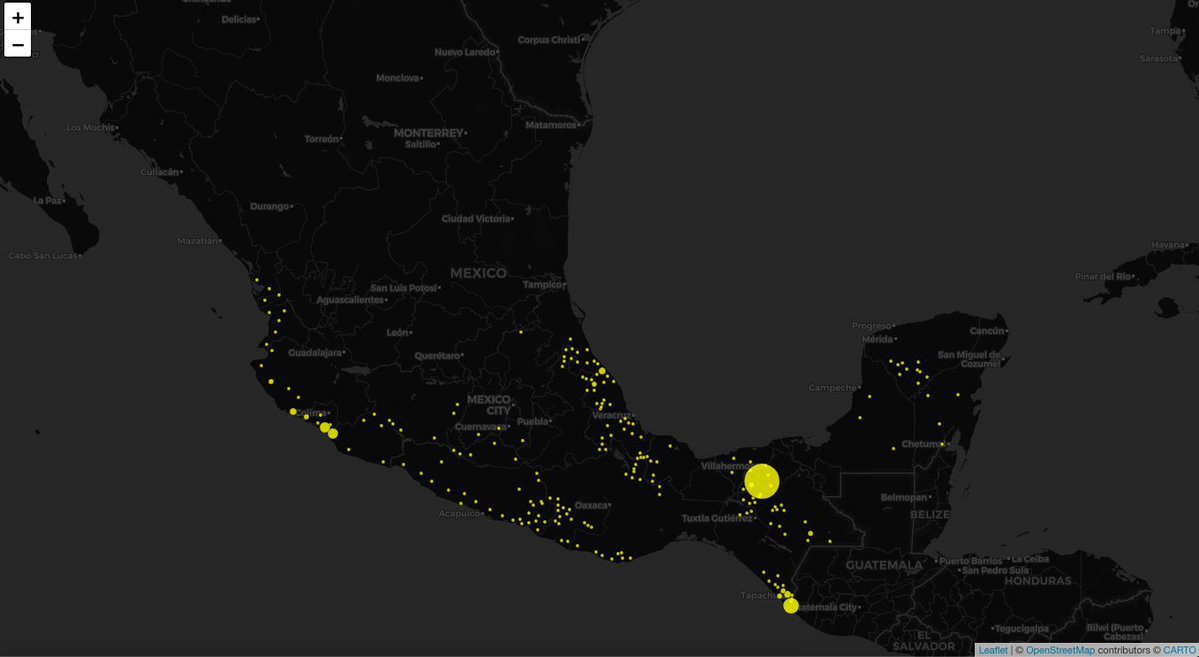 +
−
Delicias
Corpus Christi
Tampa
Nuevo Laredo
Sarasota
Monclova
Los Mochis
Matamoros
MONTERREY
Torreón
Saltillo
Culiacán
La Paz
Durango
Ciudad Victoria
Mazatlán
Havana
Cabo San Lucas
MEXICO
Pinar del Rio
San Luis Potosí
Tampico
Aguascalientes
Progreso
León
Cancún
Mérida
Guadalajara
Querétaro
San Miguel de
Cozumel
Campeche
MEXICO
CITY
Colima
Veracruz
Puebla
Cuernavaca
Chetumal
Villahermo
Belmopan
Oaxaca
Acapulco
Tuxtla Gutiérrez
BELIZE
Puerto Barrios
La Ceiba
GUATEMALA
San Pedro Sula
HONDURAS
Tapachu
atemala City
Tegucigalpa
Bilwi (Puerto
Cabezas)
EL
SALVADOR
Leaflet | © OpenStreetMap contributors © CARTO